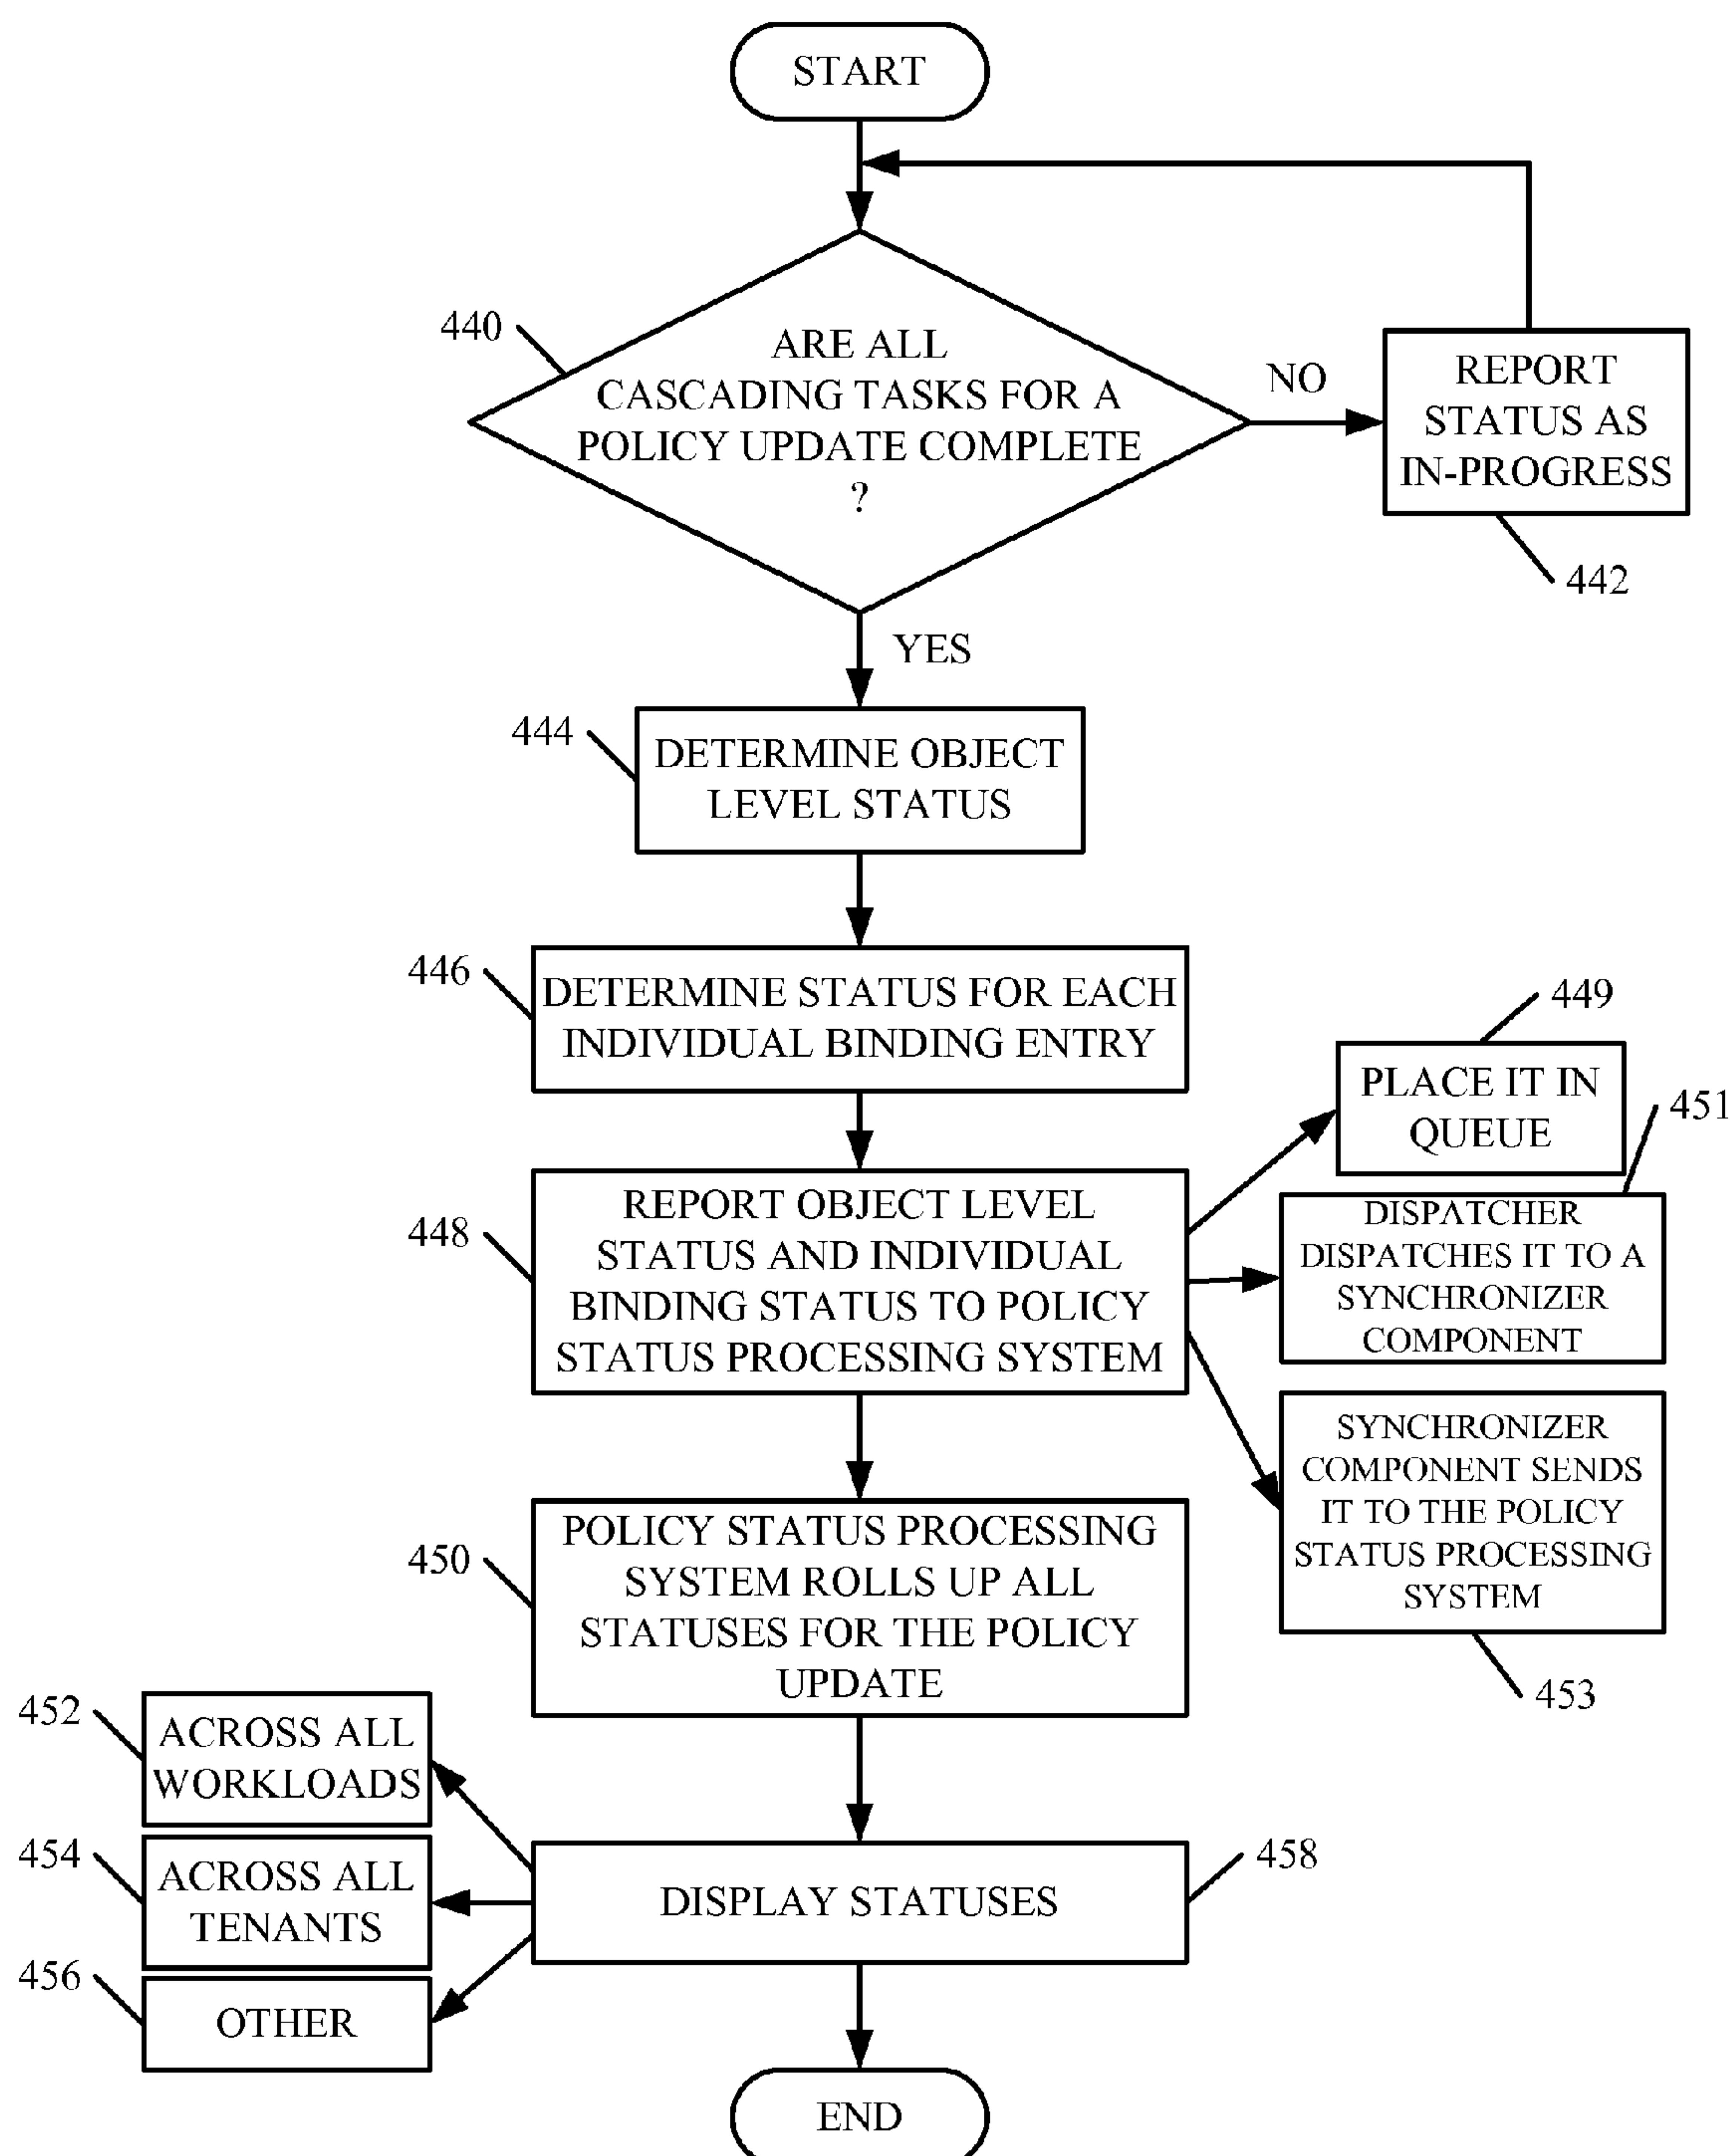 START
440
ARE ALL
CASCADING TASKS FOR A
POLICY UPDATE COMPLETE
?
NO
REPORT
STATUS AS
IN-PROGRESS
442
YES
444
DETERMINE OBJECT
LEVEL STATUS
446
DETERMINE STATUS FOR EACH
INDIVIDUAL BINDING ENTRY
449
PLACE IT IN
QUEUE
451
448
REPORT OBJECT LEVEL
STATUS AND INDIVIDUAL
BINDING STATUS TO POLICY
STATUS PROCESSING SYSTEM
DISPATCHER
DISPATCHES IT TO A
SYNCHRONIZER
COMPONENT
SYNCHRONIZER
COMPONENT SENDS
IT TO THE POLICY
STATUS PROCESSING
SYSTEM
453
450
POLICY STATUS PROCESSING
SYSTEM ROLLS UP ALL
STATUSES FOR THE POLICY
UPDATE
452
ACROSS ALL
WORKLOADS
454
ACROSS ALL
TENANTS
456
OTHER
DISPLAY STATUSES
458
END